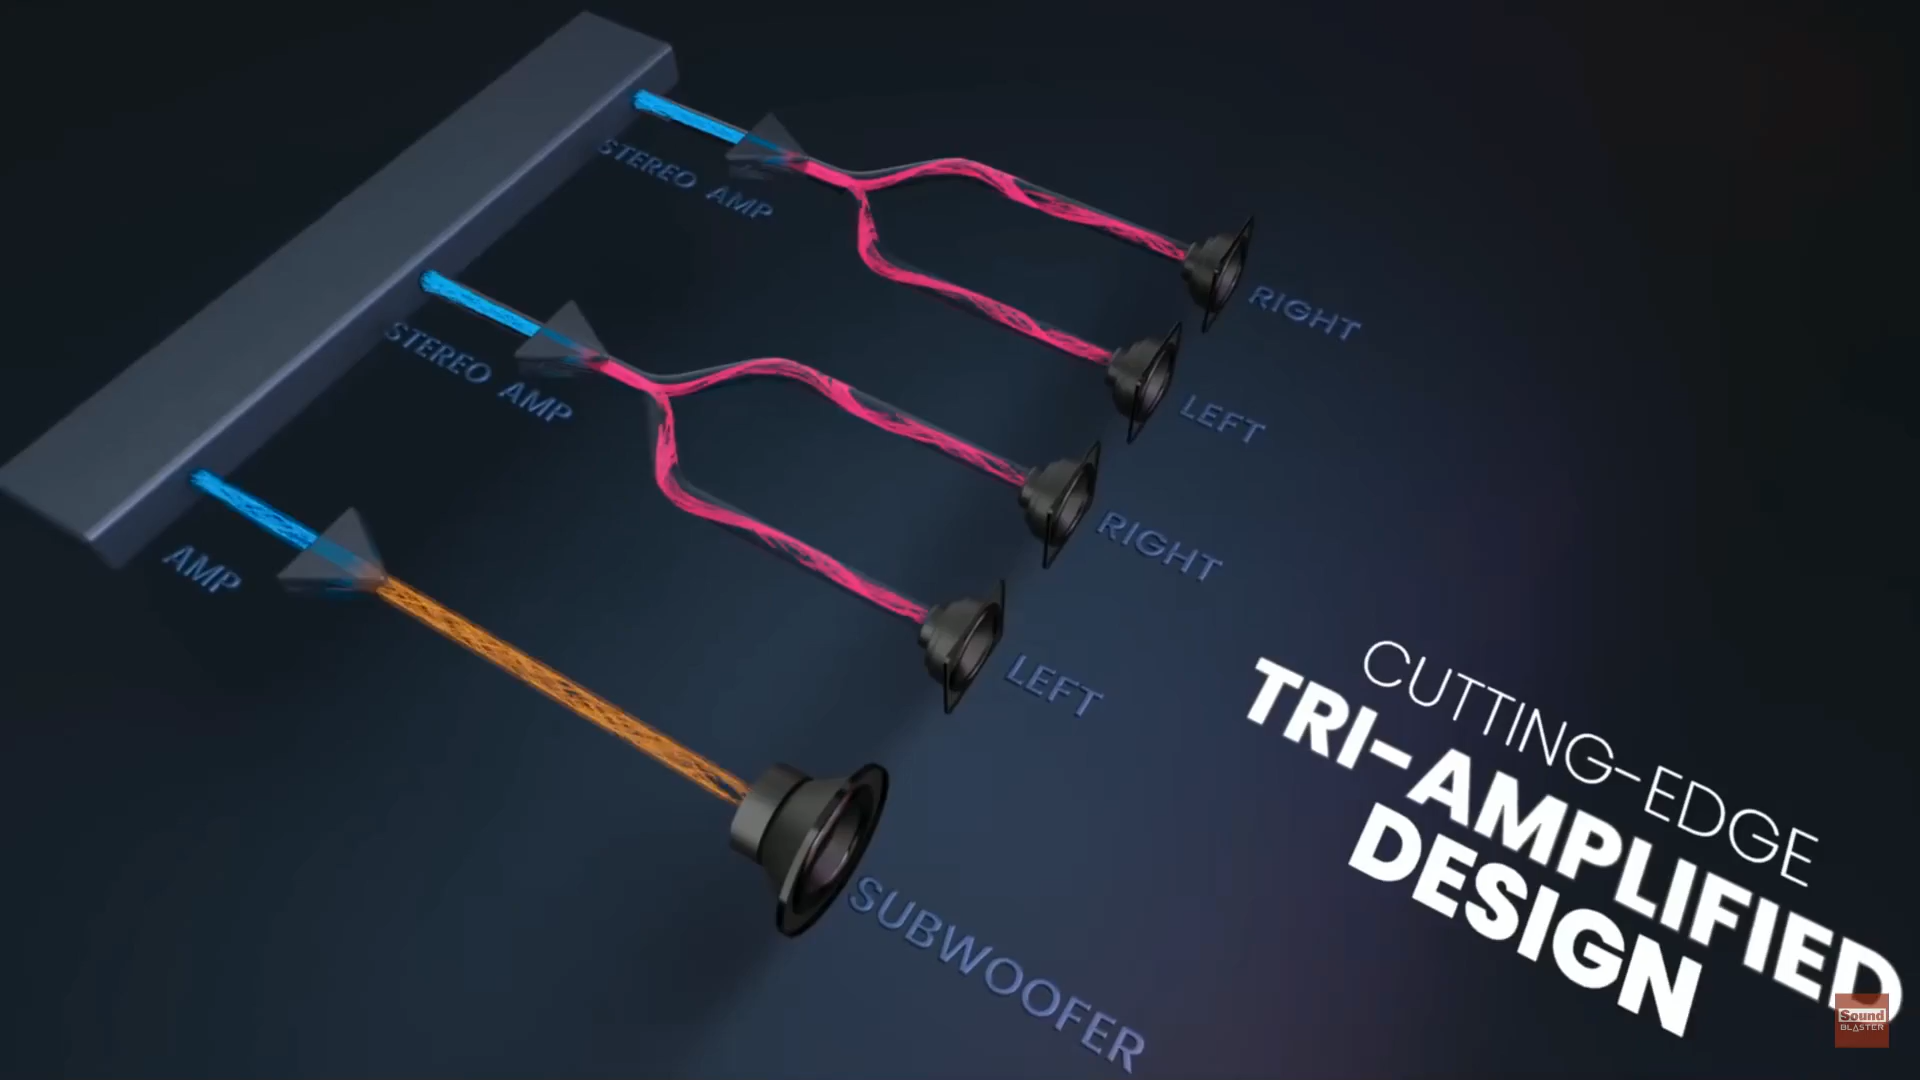 STEREO AMP
RIGHT
LEFT
STEREO AMP
RIGHT
LEFT
AMP
SUBWOOFER
CUTTING-EDGE
TRI-AMPLIFIED
DESIGN
Sound
BLASTER